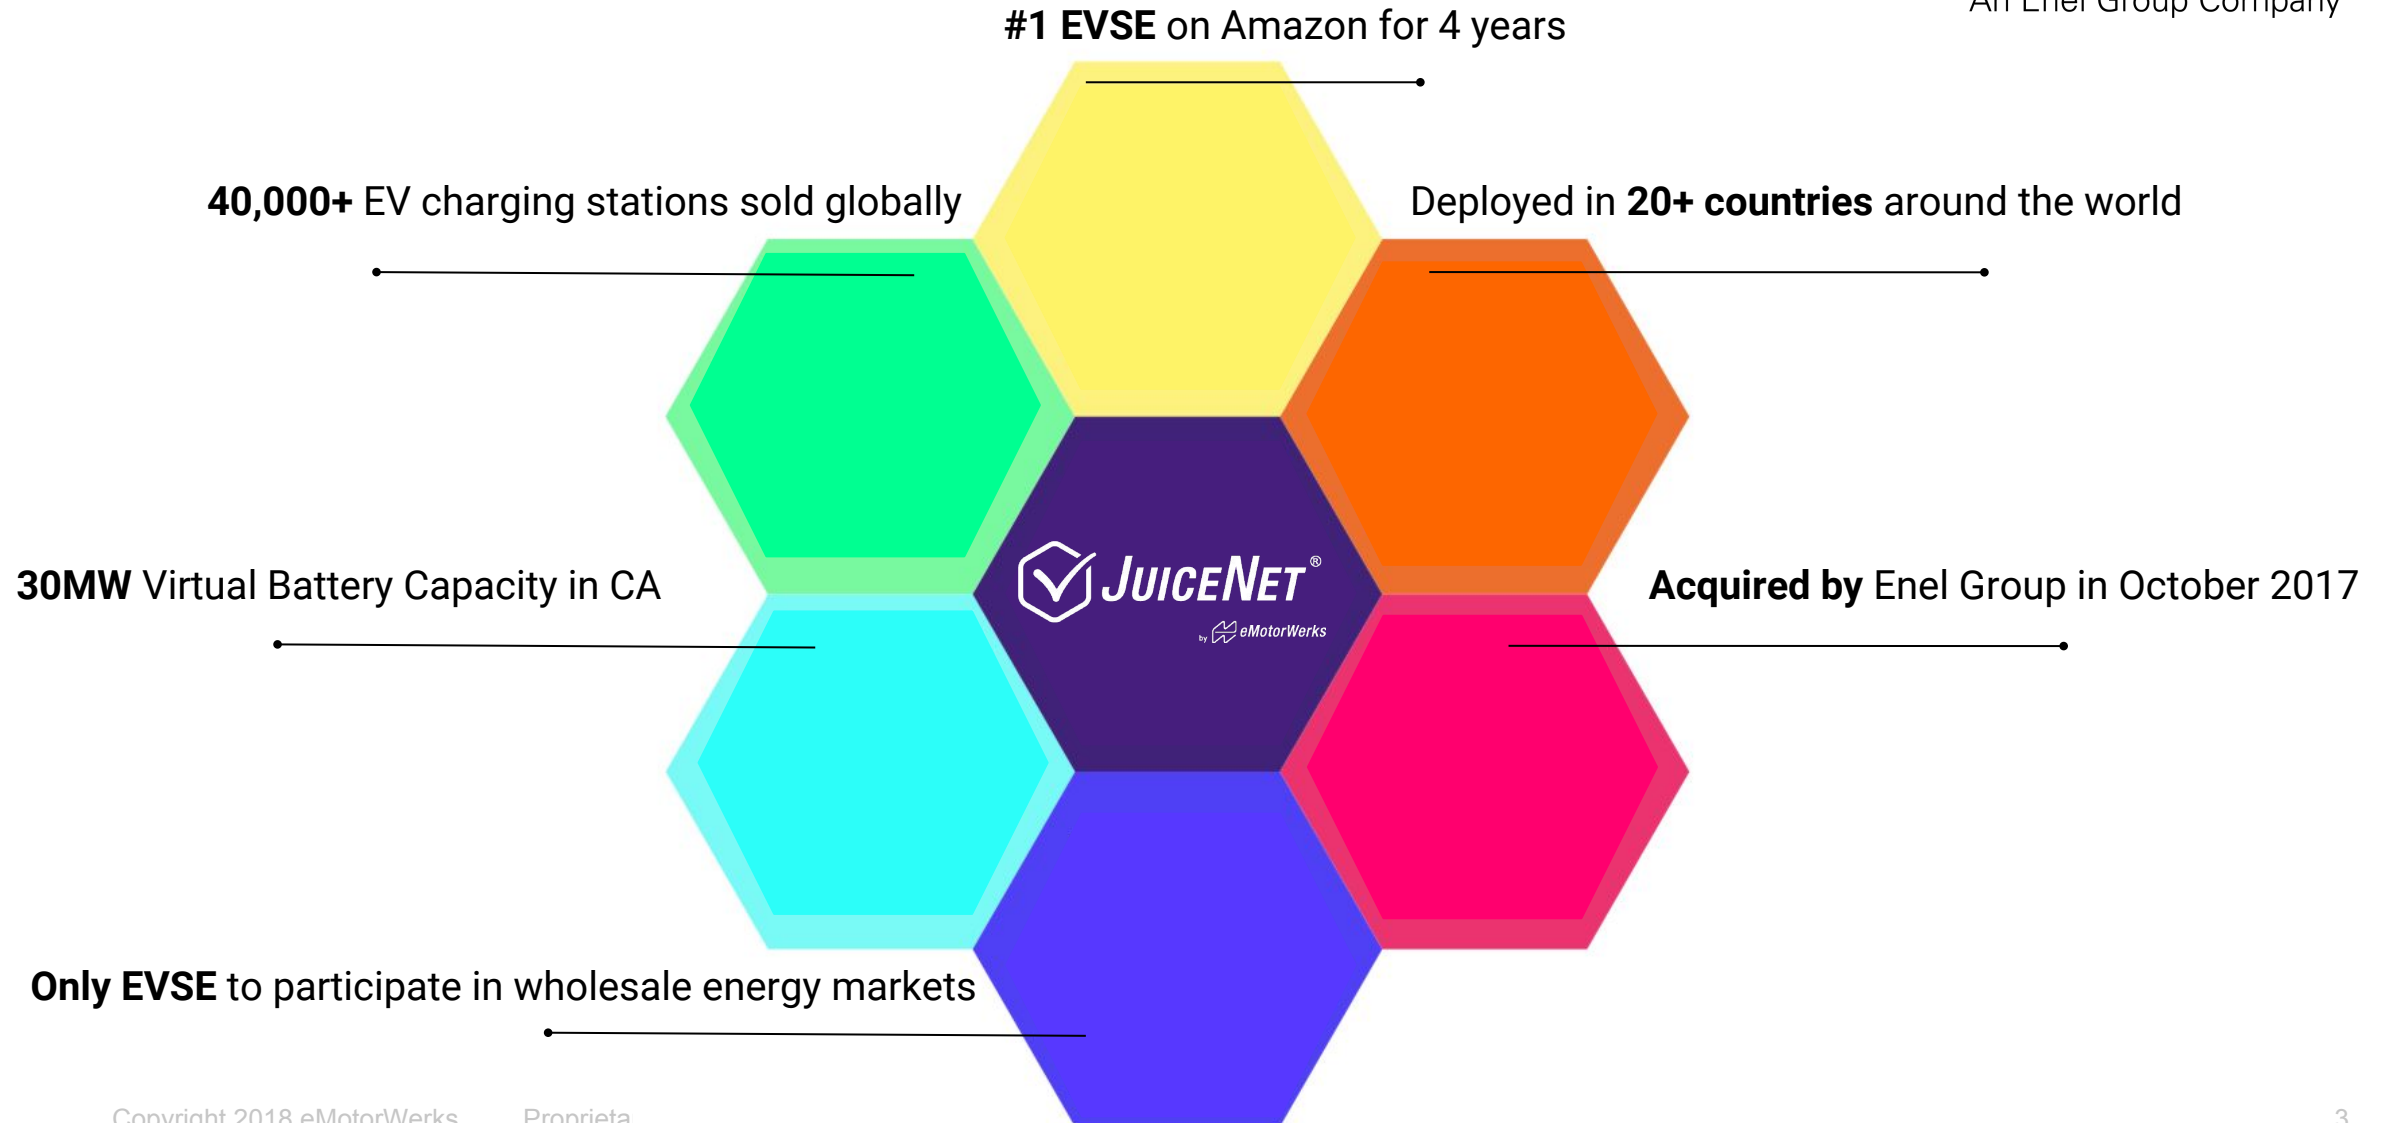 An Enel Group Company
#1 EVSE on Amazon for 4 years
40,000+ EV charging stations sold globally
Deployed in 20+ countries around the world
30MW Virtual Battery Capacity in CA
JUICENET®
by eMotorWerks
Acquired by Enel Group in October 2017
Only EVSE to participate in wholesale energy markets
Copyright 2018 eMotorWerks Proprieta
3